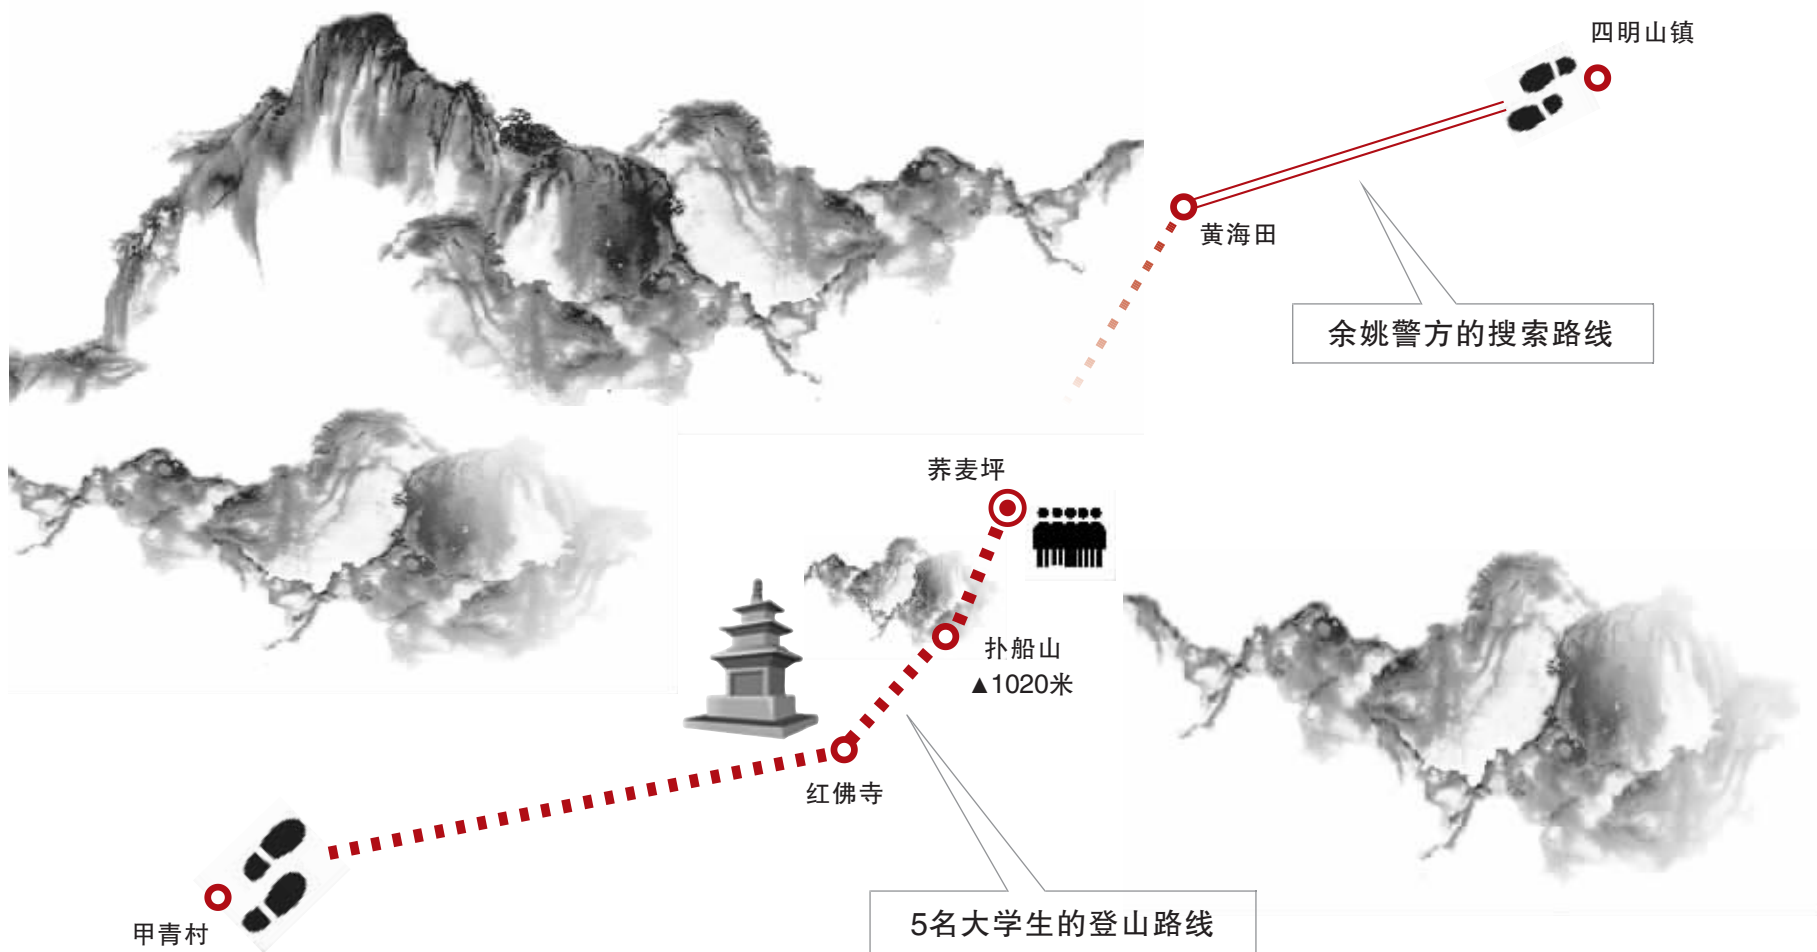 四明山镇
黄海田
余姚警方的搜索路线
荞麦坪
扑船山
▲1020米
红佛寺
5名大学生的登山路线
甲青村